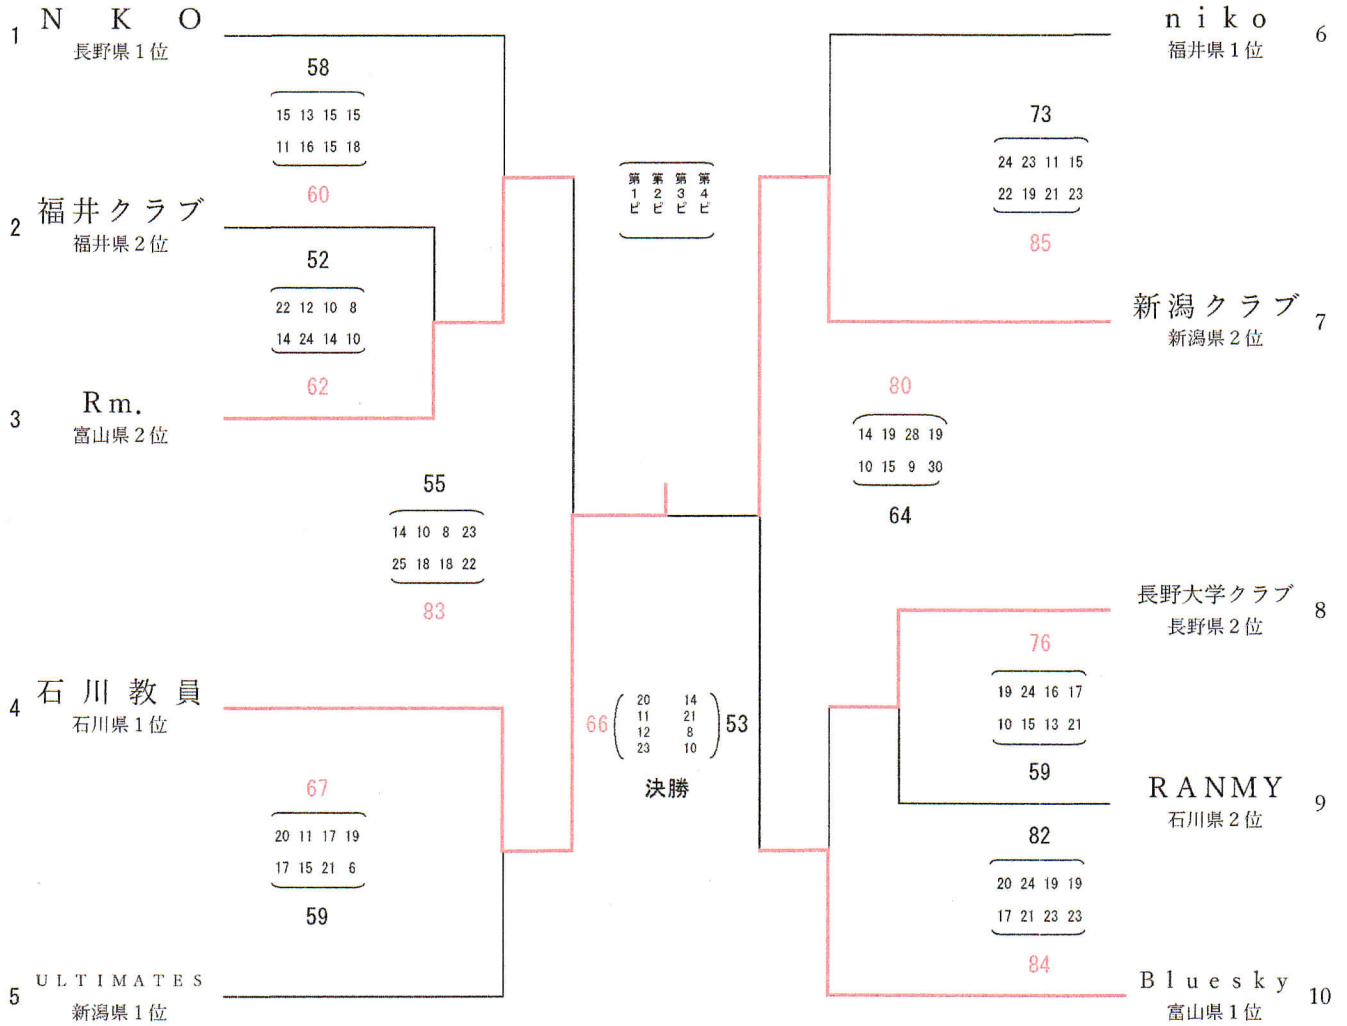 1
N K O
長野県1位
58
15 13 15 15
11 16 15 18
60
2
福井クラブ
福井県2位
52
22 12 10 8
14 24 14 10
62
3
Rm.
富山県2位
55
14 10 8 23
25 18 18 22
83
4
石川教員
石川県1位
67
20 11 17 19
17 15 21 6
59
5
ULTIMATES
新潟県1位
第1ピ 第2ピ 第3ピ 第4ピ
66
20 14
11 21
12 8
23 10
53
決勝
niko
6
福井県1位
73
24 23 11 15
22 19 21 23
85
新潟クラブ
7
新潟県2位
80
14 19 28 19
10 15 9 30
64
長野大学クラブ
8
長野県2位
76
19 24 16 17
10 15 13 21
59
RANMY
9
石川県2位
82
20 24 19 19
17 21 23 23
84
Bluesky
10
富山県1位